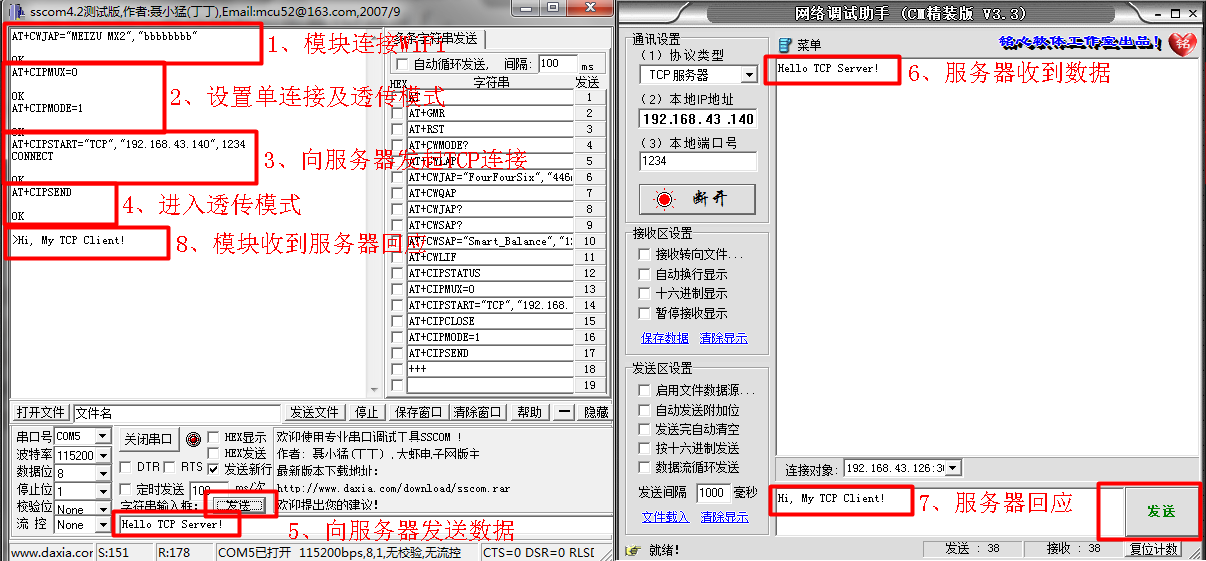 sscom4.2测试版,作者:聂小猛(丁丁),Email:mcu52@163.com,2007/9
AT+CWJAP="MEIZU MX2","bbbbbbbb"
OK
1、模块连接WiFi
AT+CIPMUX=0
OK
AT+CIPMODE=1
OK
2、设置单连接及透传模式
AT+CIPSTART="TCP","192.168.43.140",1234
CONNECT
OK
3、向服务器发起TCP连接
AT+CIPSEND
OK
4、进入透传模式
>Hi, My TCP Client!
8、模块收到服务器回应
多条字符串发送
自动循环发送, 间隔: 100 ms
HEX 字符串 发送
1
AT+GMR 2
AT+RST 3
AT+CWMODE? 4
AT+CWLAP 5
AT+CWJAP="FourFourSix","446 6
AT+CWQAP 7
AT+CWJAP? 8
AT+CWSAP? 9
AT+CWSAP="Smart_Balance","12 10
AT+CWLIF 11
AT+CIPSTATUS 12
AT+CIPMUX=0 13
AT+CIPSTART="TCP","192.168. 14
AT+CIPCLOSE 15
AT+CIPMODE=1 16
AT+CIPSEND 17
+++ 18
19
打开文件 文件名 发送文件 停止 保存窗口 清除窗口 帮助 — 隐藏
串口号 COM5
波特率 115200
数据位 8
停止位 1
校验位 None
流 控 None
关闭串口
HEX显示
HEX发送
DTR RTS 发送新行
定时发送 100 ms/次
字符串输入框: 发送
Hello TCP Server!
欢迎使用专业串口调试工具SSCOM !
作者: 聂小猛(丁丁),大虾电子网版主
最新版本下载地址:
http://www.daxia.com/download/sscom.rar
欢迎提出您的建议!
5、向服务器发送数据
www.daxia.cor S:151 R:178 COM5已打开 115200bps,8,1,无校验,无流控 CTS=0 DSR=0 RLSD
网络调试助手 (CM精装版 V3.3)
通讯设置
(1) 协议类型
TCP服务器
(2) 本地IP地址
192.168. 43 .140
(3) 本地端口号
1234
断开
接收区设置
接收转向文件...
自动换行显示
十六进制显示
暂停接收显示
保存数据 清除显示
发送区设置
启用文件数据源...
自动发送附加位
发送完自动清空
按十六进制发送
数据流循环发送
发送间隔 1000 毫秒
文件载入 清除显示
菜单
铭心软体工作室出品! 铭
Hello TCP Server!
6、服务器收到数据
连接对象: 192.168.43.126:3
Hi, My TCP Client!
7、服务器回应
发送
就绪! 发送 : 38 接收 : 38 复位计数